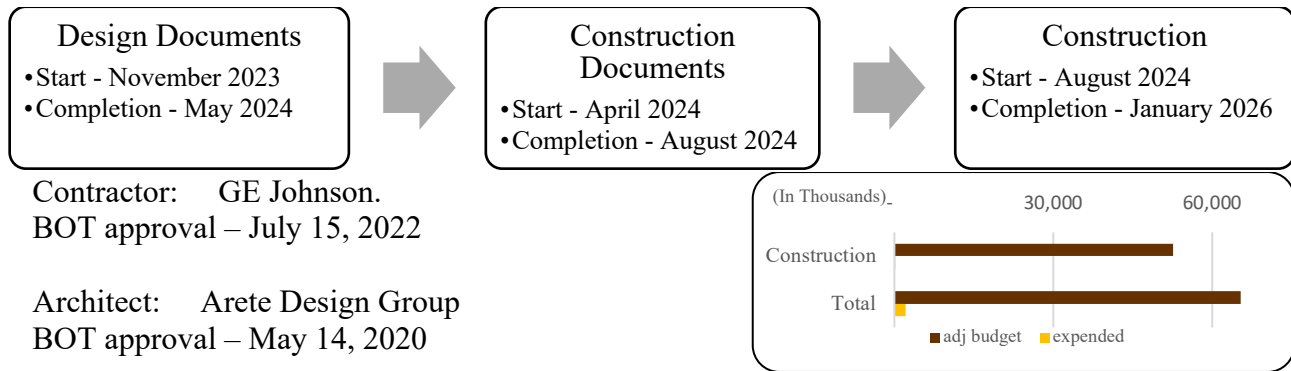 Design Documents
•Start - November 2023
•Completion - May 2024
Construction
Documents
•Start - April 2024
•Completion - August 2024
Construction
•Start - August 2024
•Completion - January 2026
Contractor: GE Johnson.
BOT approval – July 15, 2022
Architect: Arete Design Group
BOT approval – May 14, 2020
(In Thousands) - 30,000 60,000
Construction
Total
adj budget expended